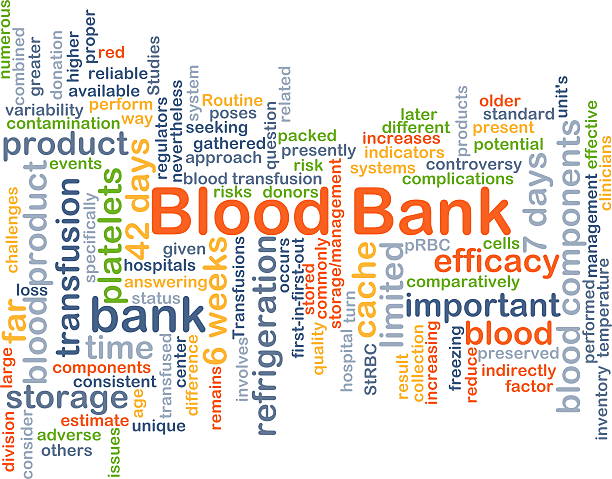 numerous
combined
greater
donation
higher
proper
red
reliable
available
Studies
variability
perform
contamination
way
product
events
regulators
nevertheless
system
Routine
poses
seeking
gathered
approach
question
related
packed
presently
risk
blood transfusion
risks
donors
later
different
increases
indicators
systems
products
older
standard
present
potential
controversy
complications
unit's
effective
clinicians
challenges
blood product
transfusion
specifically
platelets
42 days
Blood Bank
7 days
blood components
management
given
hospitals
answering
status
6 weeks
Transfusions
refrigeration
occurs
first-in-first-out
stored
commonly
storage/management
cache
limited
pRBC
cells
efficacy
comparatively
important
blood
loss
far
bank
time
components
consistent
age
transfused
center
difference
remains
involves
quality
hospital
turn
StRBC
result
collection
increasing
freezing
reduce
preserved
indirectly
factor
inventory
performed
temperature
large
storage
division
consider
estimate
adverse
others
issues
unique